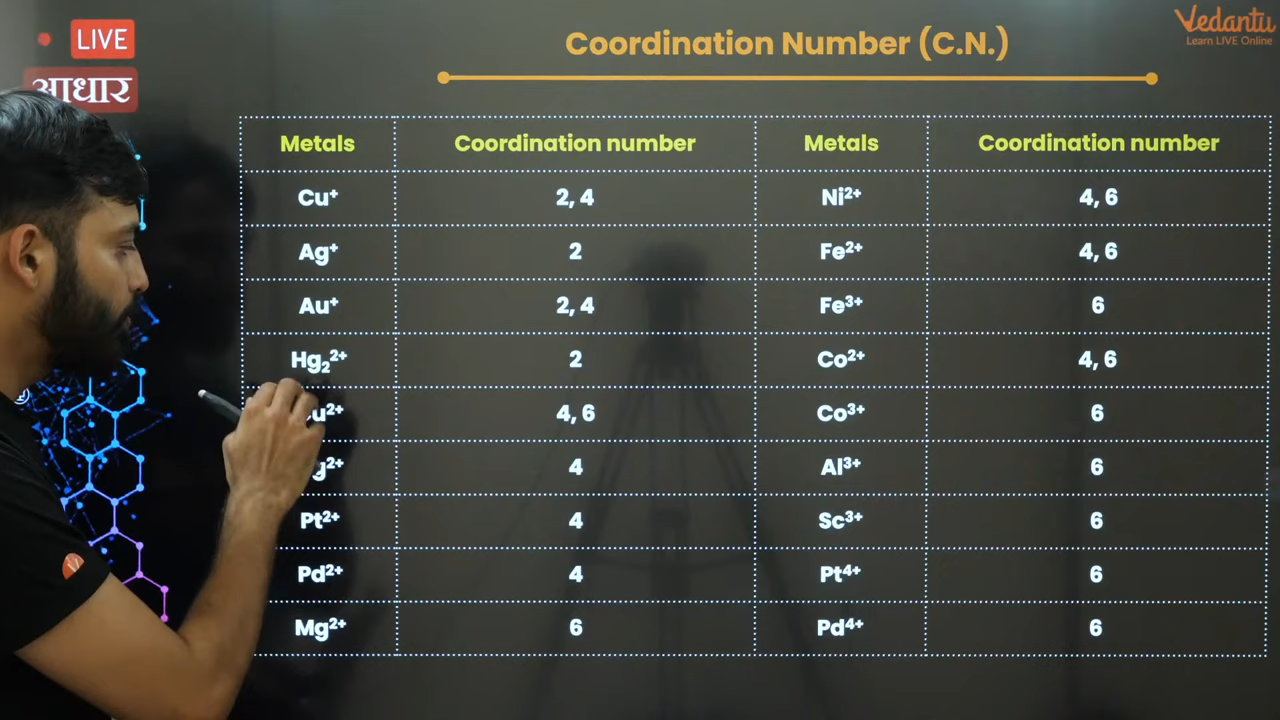 LIVE
आधार
Vedantu
Learn LIVE Online
Coordination Number (C.N.)
Metals Coordination number Metals Coordination number
Cu⁺ 2, 4 Ni²⁺ 4, 6
Ag⁺ 2 Fe²⁺ 4, 6
Au⁺ 2, 4 Fe³⁺ 6
Hg₂²⁺ 2 Co²⁺ 4, 6
u²⁺ 4, 6 Co³⁺ 6
g²⁺ 4 Al³⁺ 6
Pt²⁺ 4 Sc³⁺ 6
Pd²⁺ 4 Pt⁴⁺ 6
Mg²⁺ 6 Pd⁴⁺ 6